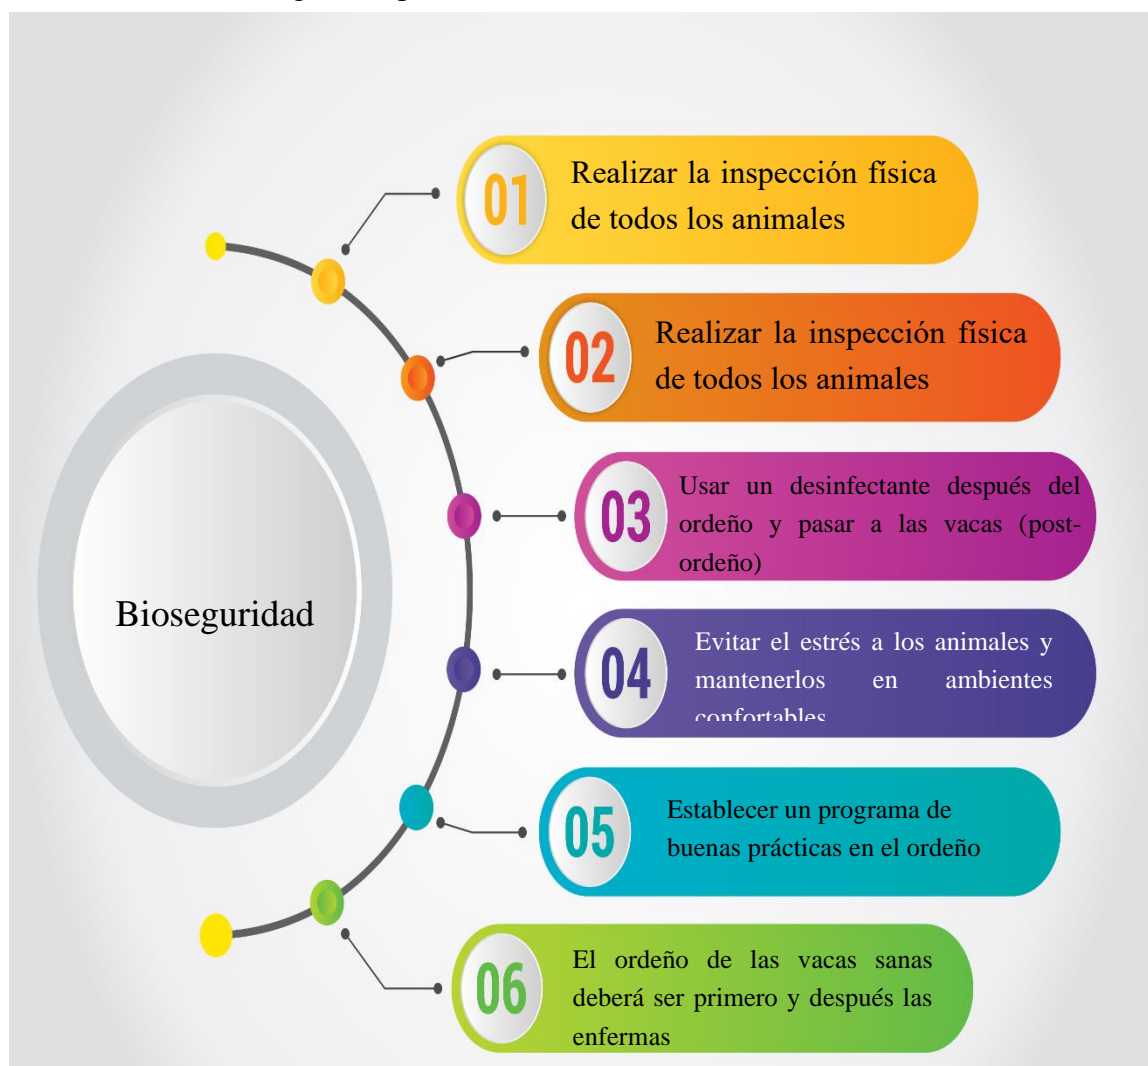 01
Realizar la inspección física
de todos los animales
02
Realizar la inspección física
de todos los animales
03
Usar un desinfectante después del
ordeño y pasar a las vacas (post-
ordeño)
Bioseguridad
04
Evitar el estrés a los animales y
mantenerlos en ambientes
confortables
05
Establecer un programa de
buenas prácticas en el ordeño
06
El ordeño de las vacas sanas
deberá ser primero y después las
enfermas